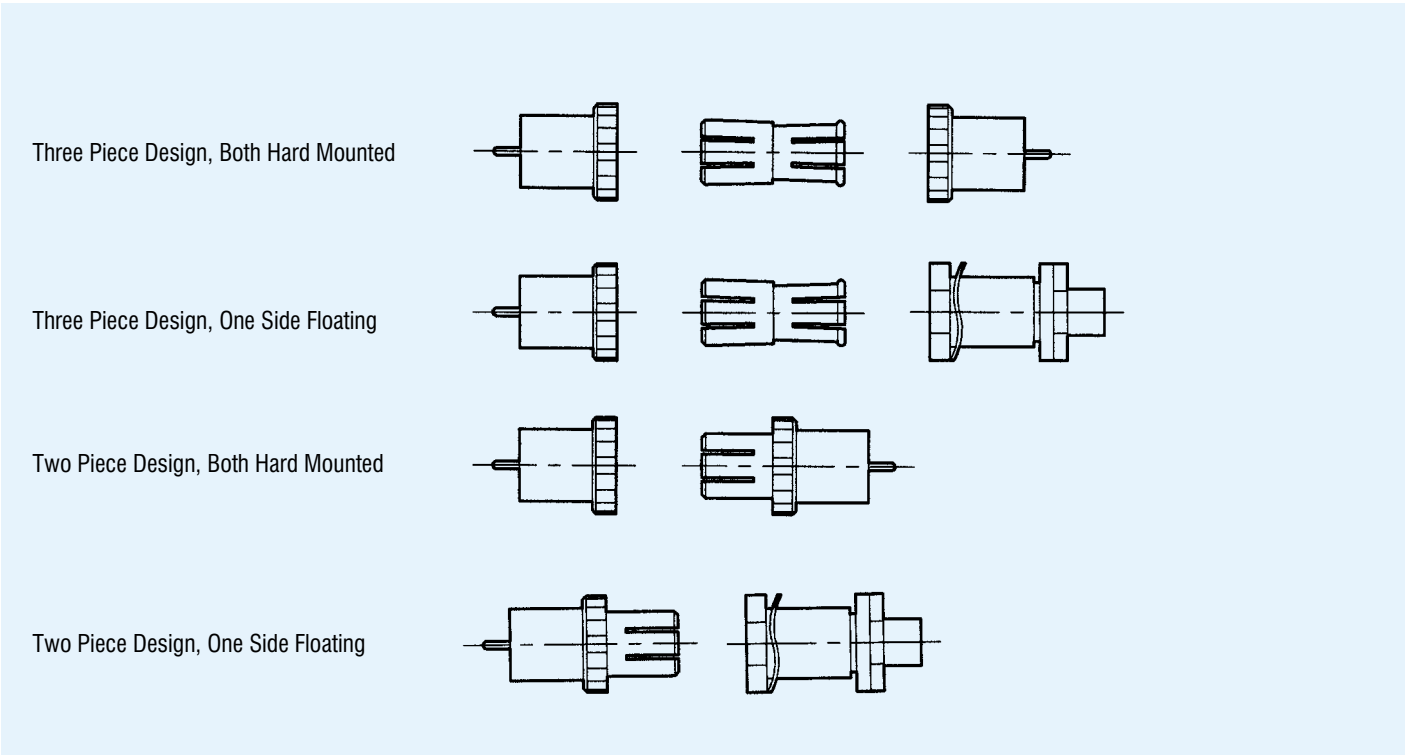 Three Piece Design, Both Hard Mounted
Three Piece Design, One Side Floating
Two Piece Design, Both Hard Mounted
Two Piece Design, One Side Floating